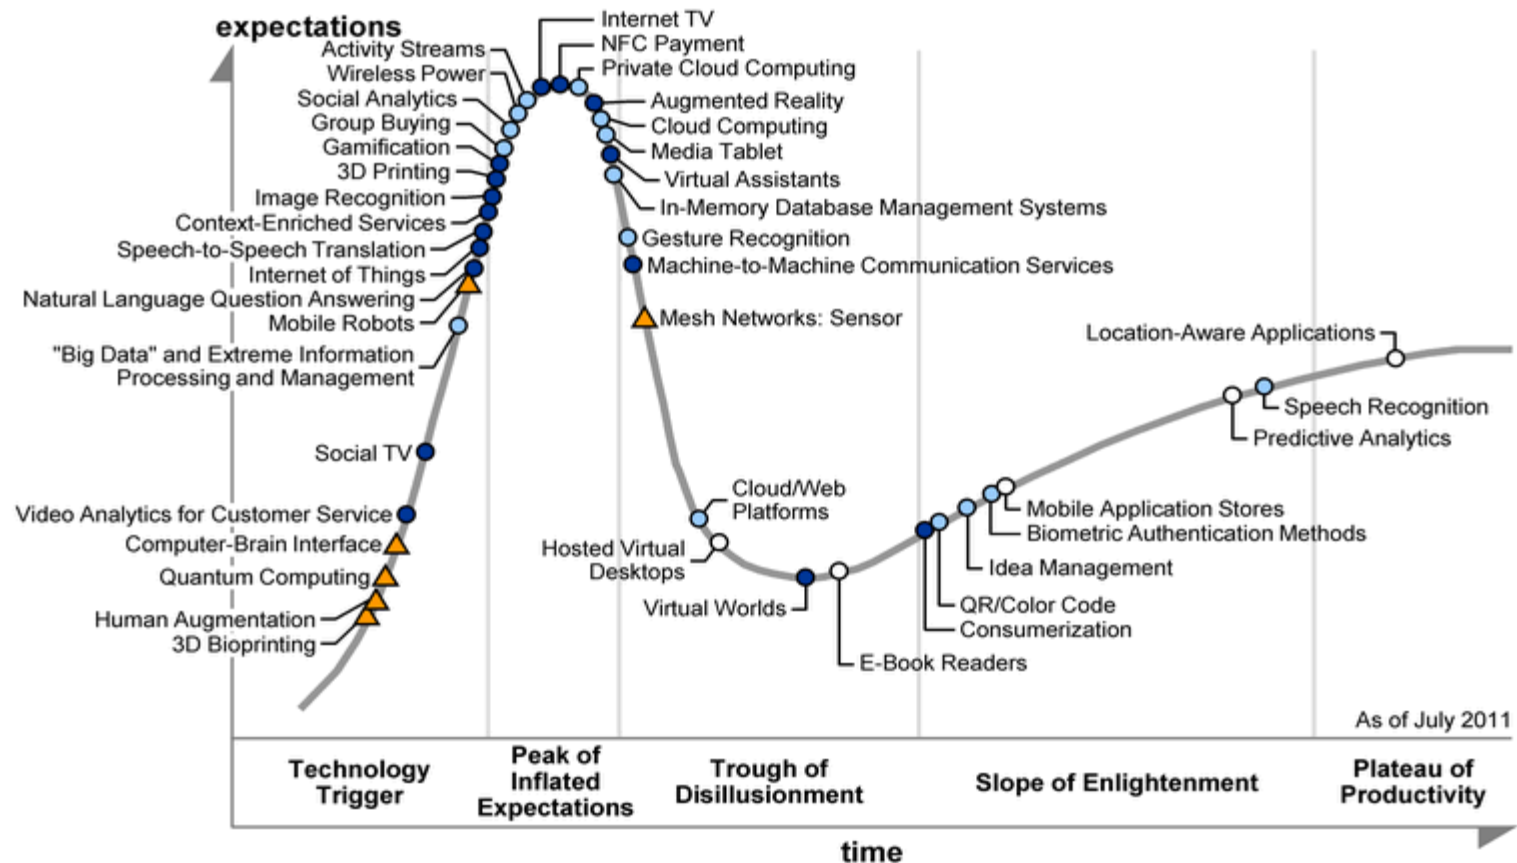 expectations
Activity Streams
Wireless Power
Social Analytics
Group Buying
Gamification
3D Printing
Image Recognition
Context-Enriched Services
Speech-to-Speech Translation
Internet of Things
Natural Language Question Answering
Mobile Robots
"Big Data" and Extreme Information
Processing and Management
Social TV
Video Analytics for Customer Service
Computer-Brain Interface
Quantum Computing
Human Augmentation
3D Bioprinting
Internet TV
NFC Payment
Private Cloud Computing
Augmented Reality
Cloud Computing
Media Tablet
Virtual Assistants
In-Memory Database Management Systems
Gesture Recognition
Machine-to-Machine Communication Services
Mesh Networks: Sensor
Cloud/Web
Platforms
Hosted Virtual
Desktops
Virtual Worlds
E-Book Readers
Consumerization
QR/Color Code
Idea Management
Biometric Authentication Methods
Mobile Application Stores
Predictive Analytics
Speech Recognition
Location-Aware Applications
As of July 2011
Technology
Trigger
Peak of
Inflated
Expectations
Trough of
Disillusionment
Slope of Enlightenment
Plateau of
Productivity
time